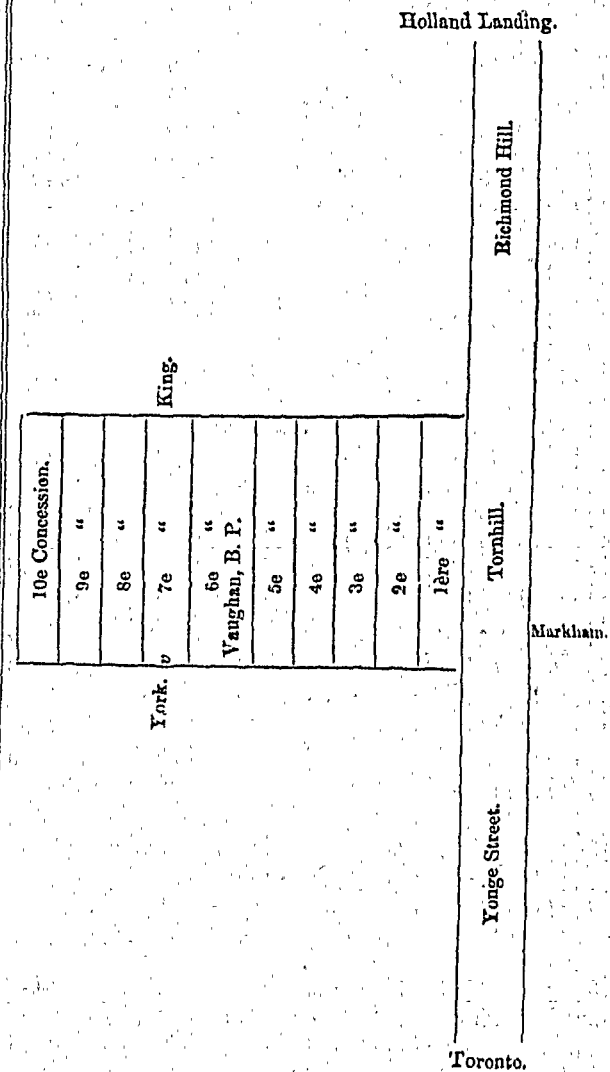 Holland Landing.
Richmond Hill.
King.
10e Concession.
9e "
8e "
7e "
6e "
Vaughan, B. P.
5e "
4e "
3e "
2e "
1ère "
Tornhill.
Markham.
York. v
Yonge Street.
Toronto.